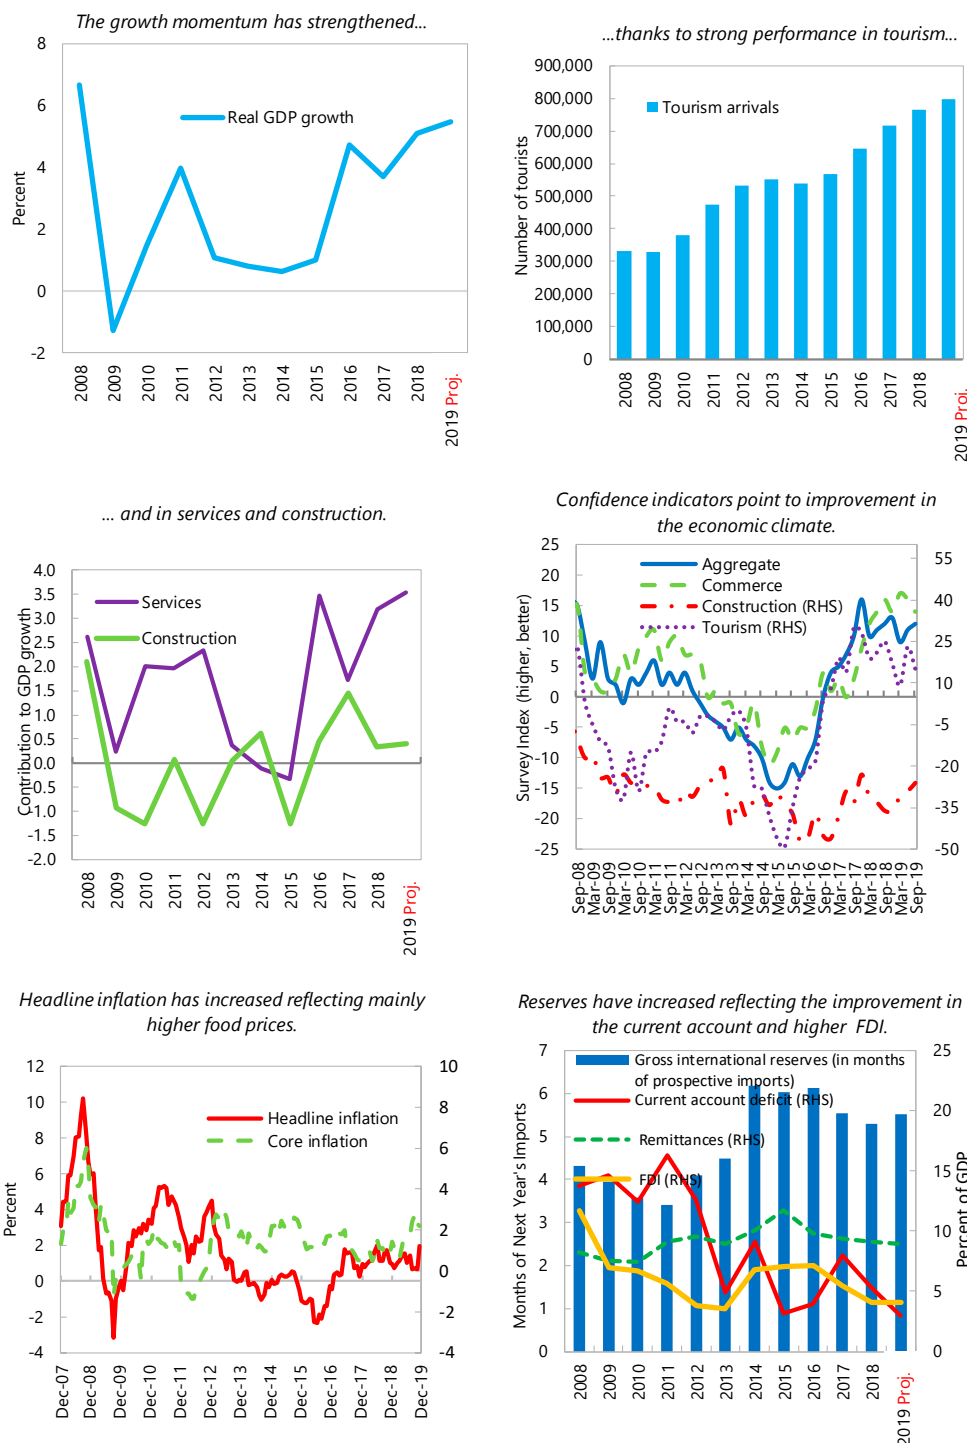 The growth momentum has strengthened...
8
6
4
2
0
-2
Percent
Real GDP growth
2008
2009
2010
2011
2012
2013
2014
2015
2016
2017
2018
2019 Proj.
...thanks to strong performance in tourism...
900,000
800,000
700,000
600,000
500,000
400,000
300,000
200,000
100,000
0
Number of tourists
Tourism arrivals
2008
2009
2010
2011
2012
2013
2014
2015
2016
2017
2018
2019 Proj.
... and in services and construction.
4.0
3.5
3.0
2.5
2.0
1.5
1.0
0.5
0.0
-0.5
-1.0
-1.5
-2.0
Contribution to GDP growth
Services
Construction
2008
2009
2010
2011
2012
2013
2014
2015
2016
2017
2018
2019 Proj.
Confidence indicators point to improvement in
the economic climate.
25
20
15
10
5
0
-5
-10
-15
-20
-25
Survey Index (higher, better)
Aggregate
Commerce
Construction (RHS)
Tourism (RHS)
55
40
25
10
-5
-20
-35
-50
Sep-08
Mar-09
Sep-09
Mar-10
Sep-10
Mar-11
Sep-11
Mar-12
Sep-12
Mar-13
Sep-13
Mar-14
Sep-14
Mar-15
Sep-15
Mar-16
Sep-16
Mar-17
Sep-17
Mar-18
Sep-18
Mar-19
Sep-19
Headline inflation has increased reflecting mainly
higher food prices.
12
10
8
6
4
2
0
-2
-4
Percent
Headline inflation
Core inflation
10
8
6
4
2
0
-2
-4
Dec-07
Dec-08
Dec-09
Dec-10
Dec-11
Dec-12
Dec-13
Dec-14
Dec-15
Dec-16
Dec-17
Dec-18
Dec-19
Reserves have increased reflecting the improvement in
the current account and higher FDI.
7
6
5
4
3
2
1
0
Months of Next Year's Imports
Gross international reserves (in months
of prospective imports)
Current account deficit (RHS)
Remittances (RHS)
FDI (RHS)
25
20
15
10
5
0
Percent of GDP
2008
2009
2010
2011
2012
2013
2014
2015
2016
2017
2018
2019 Proj.